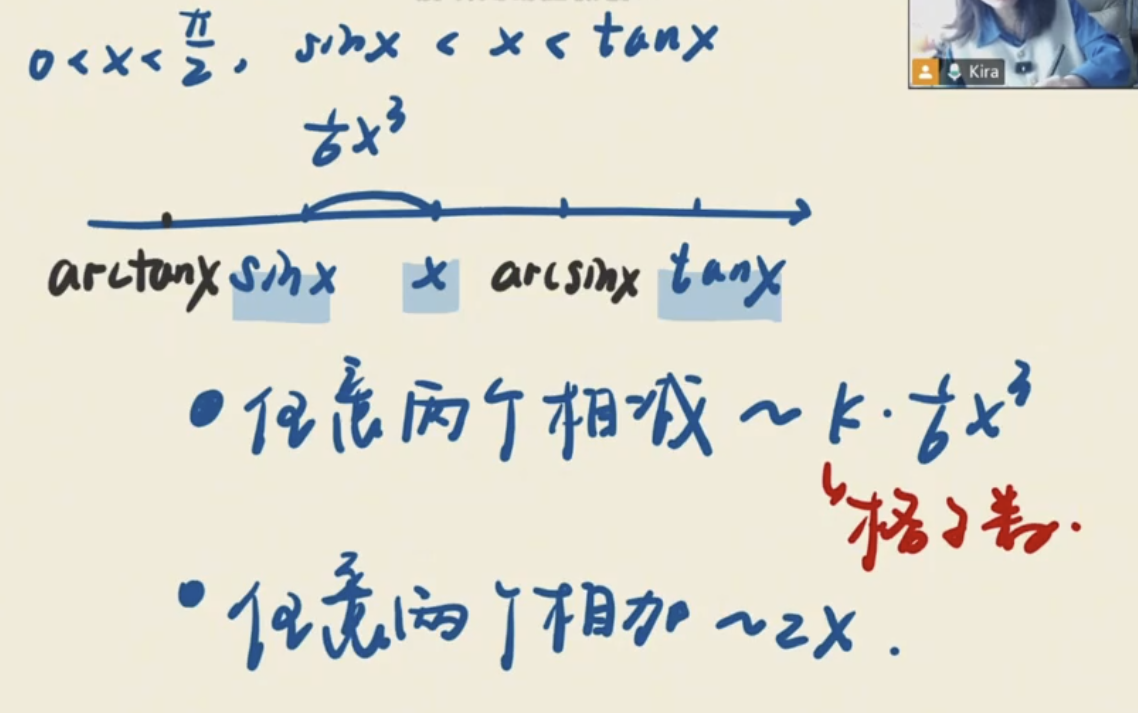 0 < x < π/2, sinx < x < tanx
Kira
1/6 x³
arctanx sinx x arcsinx tanx
• 任意两个相减 ~ k · 1/6 x³
↳ 格子数.
• 任意两个相加 ~ 2x.